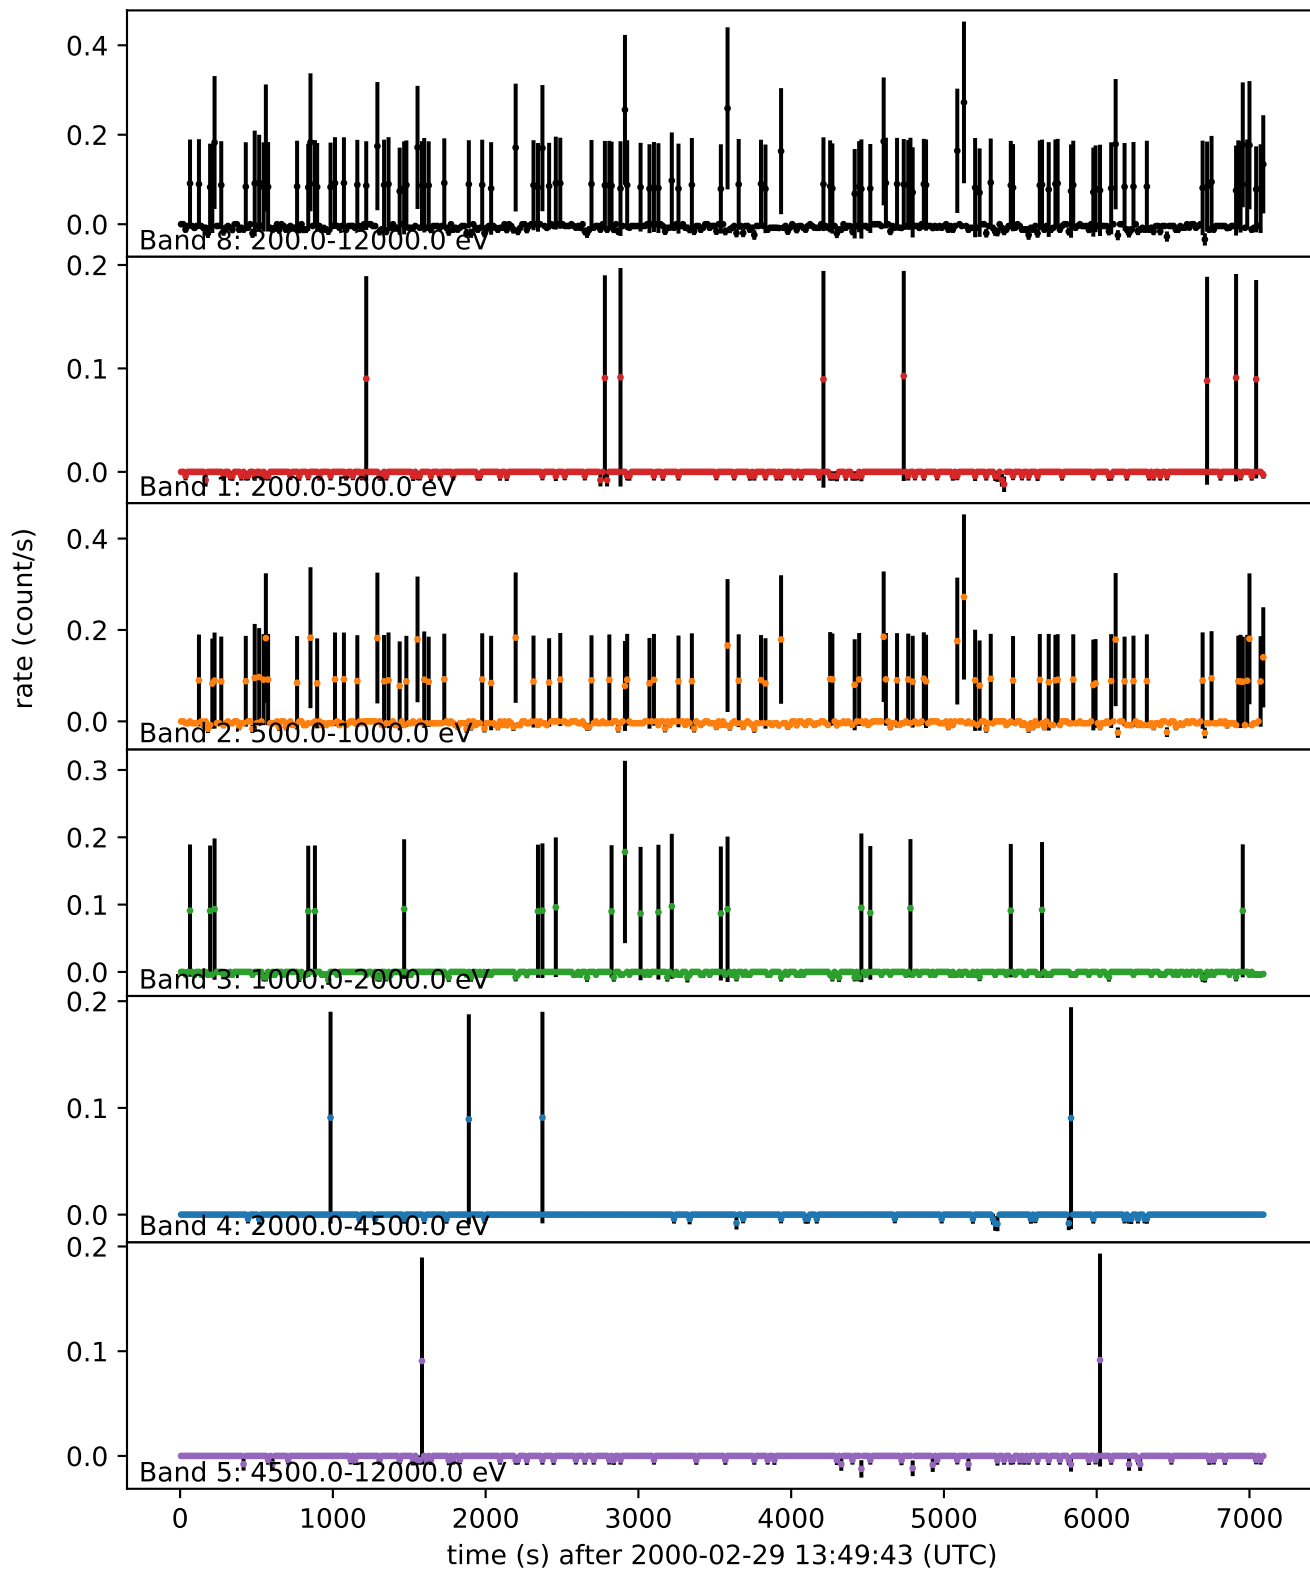 0.4
0.2
0.0
Band 8: 200.0-12000.0 eV
0.2
0.1
0.0
Band 1: 200.0-500.0 eV
rate (count/s)
0.4
0.2
0.0
Band 2: 500.0-1000.0 eV
0.3
0.2
0.1
0.0
Band 3: 1000.0-2000.0 eV
0.2
0.1
0.0
Band 4: 2000.0-4500.0 eV
0.2
0.1
0.0
Band 5: 4500.0-12000.0 eV
0 1000 2000 3000 4000 5000 6000 7000
time (s) after 2000-02-29 13:49:43 (UTC)